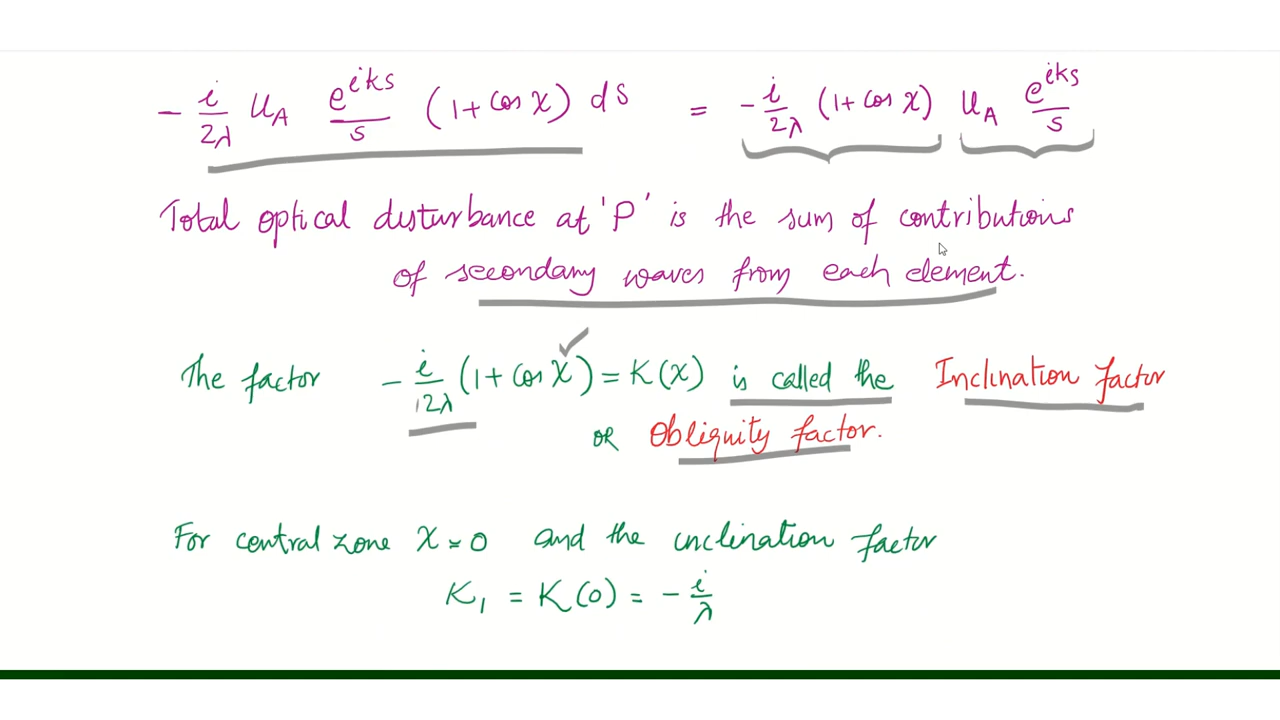 - i/2λ u_A e^{iks}/s (1+cos χ) ds = - i/2λ (1+cos χ) u_A e^{iks}/s
Total optical disturbance at 'P' is the sum of contributions
of secondary waves from each element.
The factor - i/2λ (1+cos χ) = K(χ) is called the Inclination factor
OR Obliquity factor.
For central zone χ = 0 and the inclination factor
K_1 = K(0) = - i/λ